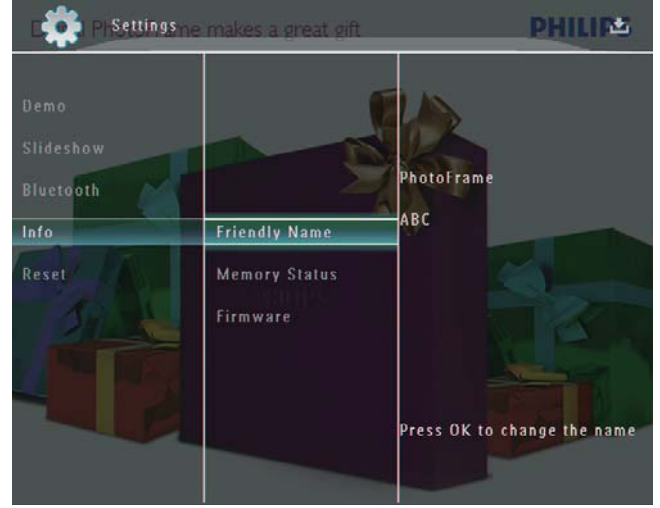 Settings
PhotoFrame makes a great gift
PHILIPS
Demo
Slideshow
Bluetooth
Info
Reset
Friendly Name
Memory Status
Firmware
PhotoFrame
ABC
Press OK to change the name